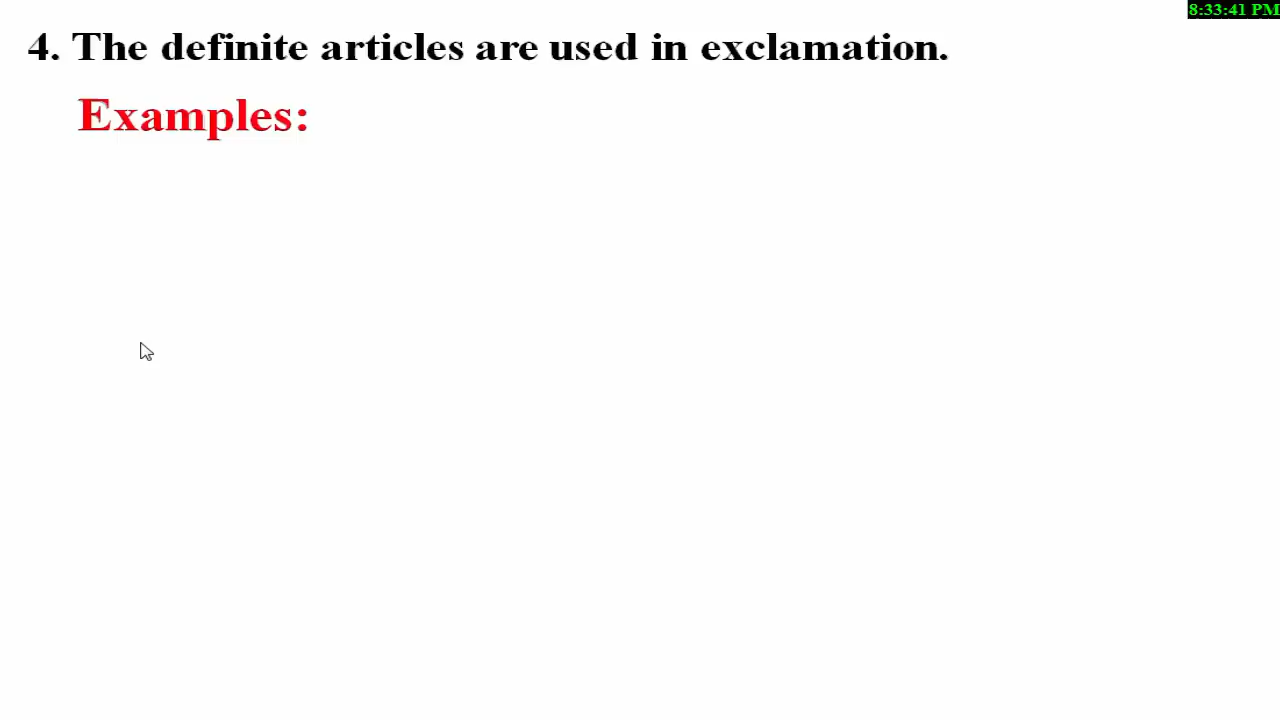 8:33:41 PM
4. The definite articles are used in exclamation.
Examples: